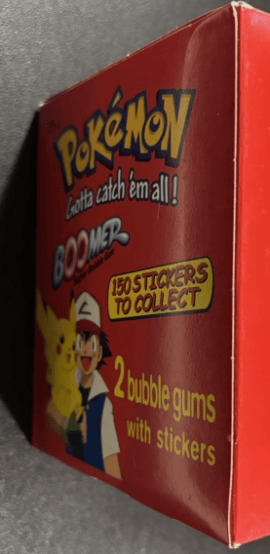 POKéMON
Gotta catch 'em all!
BOOMER
150 STICKERS
TO COLLECT
2 bubble gums
with stickers